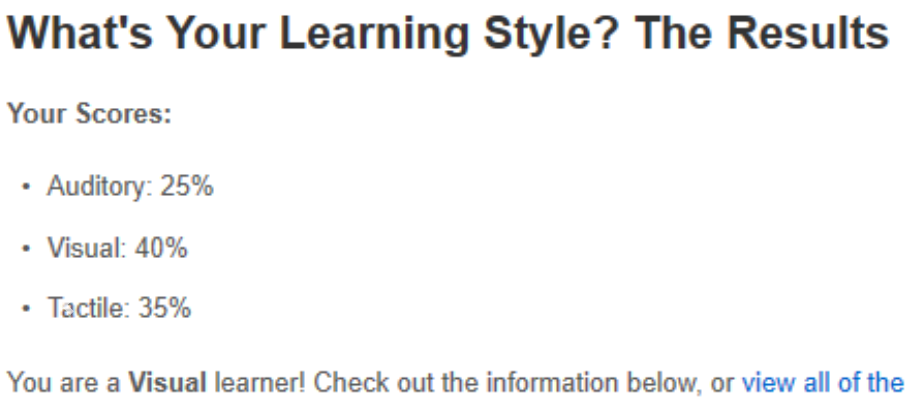 What's Your Learning Style? The Results
Your Scores:
• Auditory: 25%
• Visual: 40%
• Tactile: 35%
You are a Visual learner! Check out the information below, or view all of the